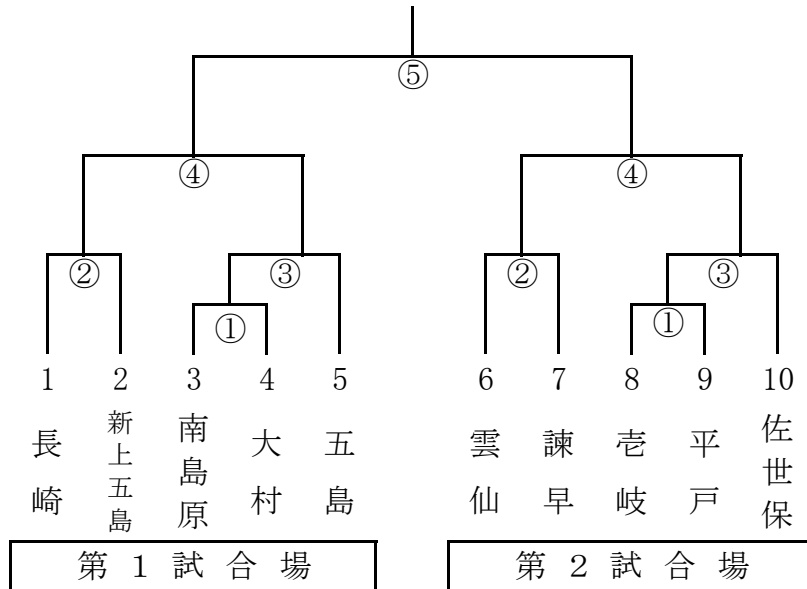 ⑤
④ ④
② ③ ② ③
① ①
1 2 3 4 5 6 7 8 9 10
長崎 新上五島 南島原 大村 五島 雲仙 諫早 壱岐 平戸 佐世保
第1試合場 第2試合場